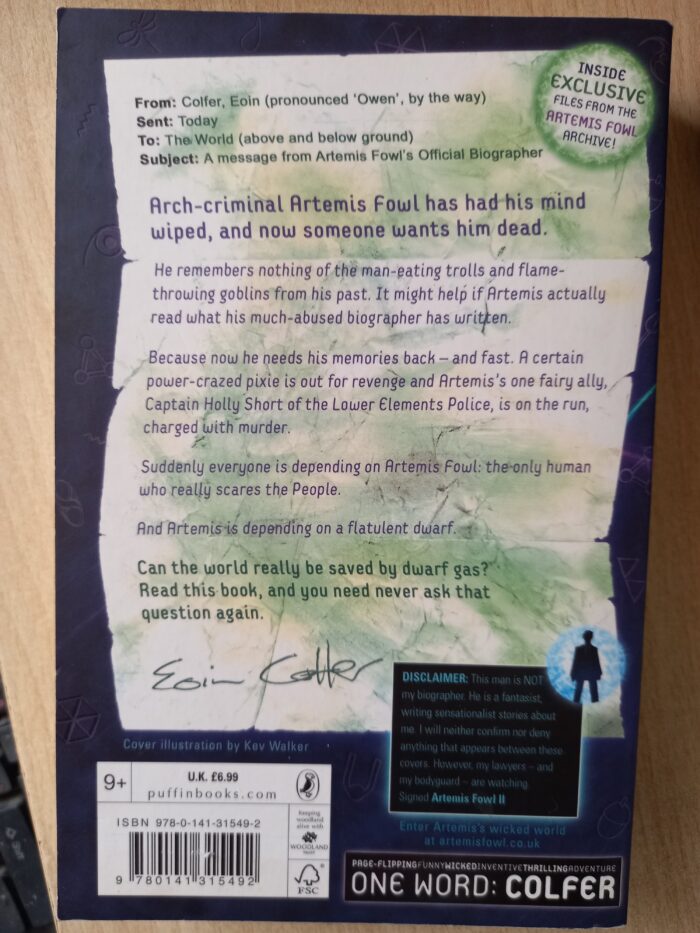 From: Colfer, Eoin (pronounced 'Owen', by the way)
Sent: Today
To: The World (above and below ground)
Subject: A message from Artemis Fowl's Official Biographer
INSIDE
EXCLUSIVE
FILES FROM THE
ARTEMIS FOWL
ARCHIVE!
Arch-criminal Artemis Fowl has had his mind
wiped, and now someone wants him dead.
He remembers nothing of the man-eating trolls and flame-
throwing goblins from his past. It might help if Artemis actually
read what his much-abused biographer has written.
Because now he needs his memories back – and fast. A certain
power-crazed pixie is out for revenge and Artemis's one fairy ally,
Captain Holly Short of the Lower Elements Police, is on the run,
charged with murder.
Suddenly everyone is depending on Artemis Fowl: the only human
who really scares the People.
And Artemis is depending on a flatulent dwarf.
Can the world really be saved by dwarf gas?
Read this book, and you need never ask that
question again.
Eoin Colfer
DISCLAIMER: This man is NOT
my biographer. He is a fantasist,
writing sensationalist stories about
me. I will neither confirm nor deny
anything that appears between these
covers. However, my lawyers – and
my bodyguard – are watching.
Signed Artemis Fowl II
Cover illustration by Kev Walker
9+
U.K. £6.99
puffinbooks.com
ISBN 978-0-141-31549-2
9 780141 315492
Keeping
woodland
alive with
WOODLAND
TRUST
FSC
Enter Artemis's wicked world
at artemisfowl.co.uk
PAGE-FLIPPINGFUNNYWICKEDINVENTIVETHRILLINGADVENTURE
ONE WORD: COLFER
Shift